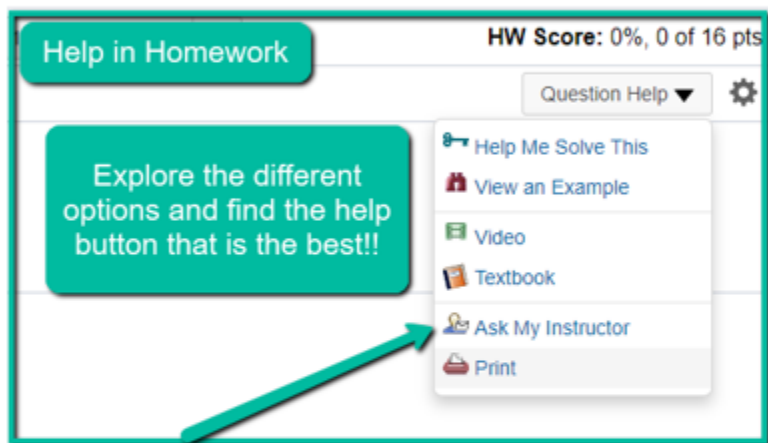 Help in Homework
HW Score: 0%, 0 of 16 pts
Question Help
Explore the different
options and find the help
button that is the best!!
Help Me Solve This
View an Example
Video
Textbook
Ask My Instructor
Print